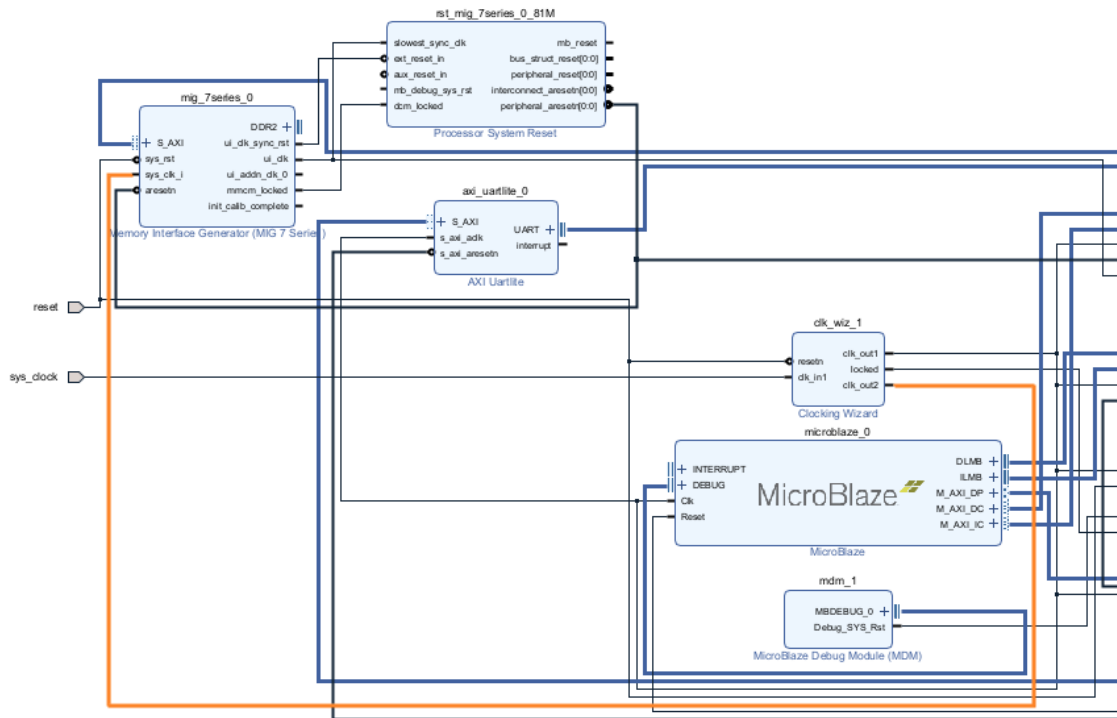 rst_mig_7series_0_81M
slowest_sync_clk
mb_reset
ext_reset_in
bus_struct_reset[0:0]
aux_reset_in
peripheral_reset[0:0]
mb_debug_sys_rst
interconnect_aresetn[0:0]
dcm_locked
peripheral_aresetn[0:0]
Processor System Reset
mig_7series_0
DDR2
S_AXI
ui_clk_sync_rst
sys_rst
ui_clk
sys_clk_i
ui_addn_clk_0
aresetn
mmcm_locked
init_calib_complete
Memory Interface Generator (MIG 7 Series)
axi_uartlite_0
S_AXI
UART
s_axi_aclk
interrupt
s_axi_aresetn
AXI Uartlite
reset
sys_clock
clk_wiz_1
clk_out1
resetn
locked
clk_in1
clk_out2
Clocking Wizard
microblaze_0
DLMB
INTERRUPT
ILMB
DEBUG
MicroBlaze
M_AXI_DP
Clk
M_AXI_DC
Reset
M_AXI_IC
MicroBlaze
mdm_1
MBDEBUG_0
Debug_SYS_Rst
MicroBlaze Debug Module (MDM)